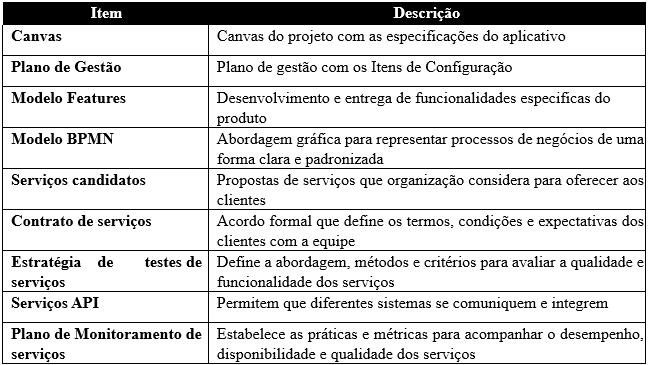 Item Descrição
Canvas Canvas do projeto com as especificações do aplicativo
Plano de Gestão Plano de gestão com os Itens de Configuração
Modelo Features Desenvolvimento e entrega de funcionalidades especificas do
produto
Modelo BPMN Abordagem gráfica para representar processos de negócios de uma
forma clara e padronizada
Serviços candidatos Propostas de serviços que organização considera para oferecer aos
clientes
Contrato de serviços Acordo formal que define os termos, condições e expectativas dos
clientes com a equipe
Estratégia de testes de Define a abordagem, métodos e critérios para avaliar a qualidade e
serviços funcionalidade dos serviços
Serviços API Permitem que diferentes sistemas se comuniquem e integrem
Plano de Monitoramento de Estabelece as práticas e métricas para acompanhar o desempenho,
serviços disponibilidade e qualidade dos serviços